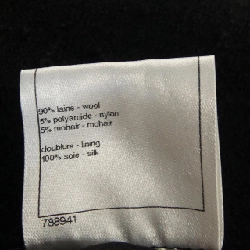 90% laine - wool
5% polyamide - nylon
5% mohair - mohair
doublure - lining
100% soie - silk
788941